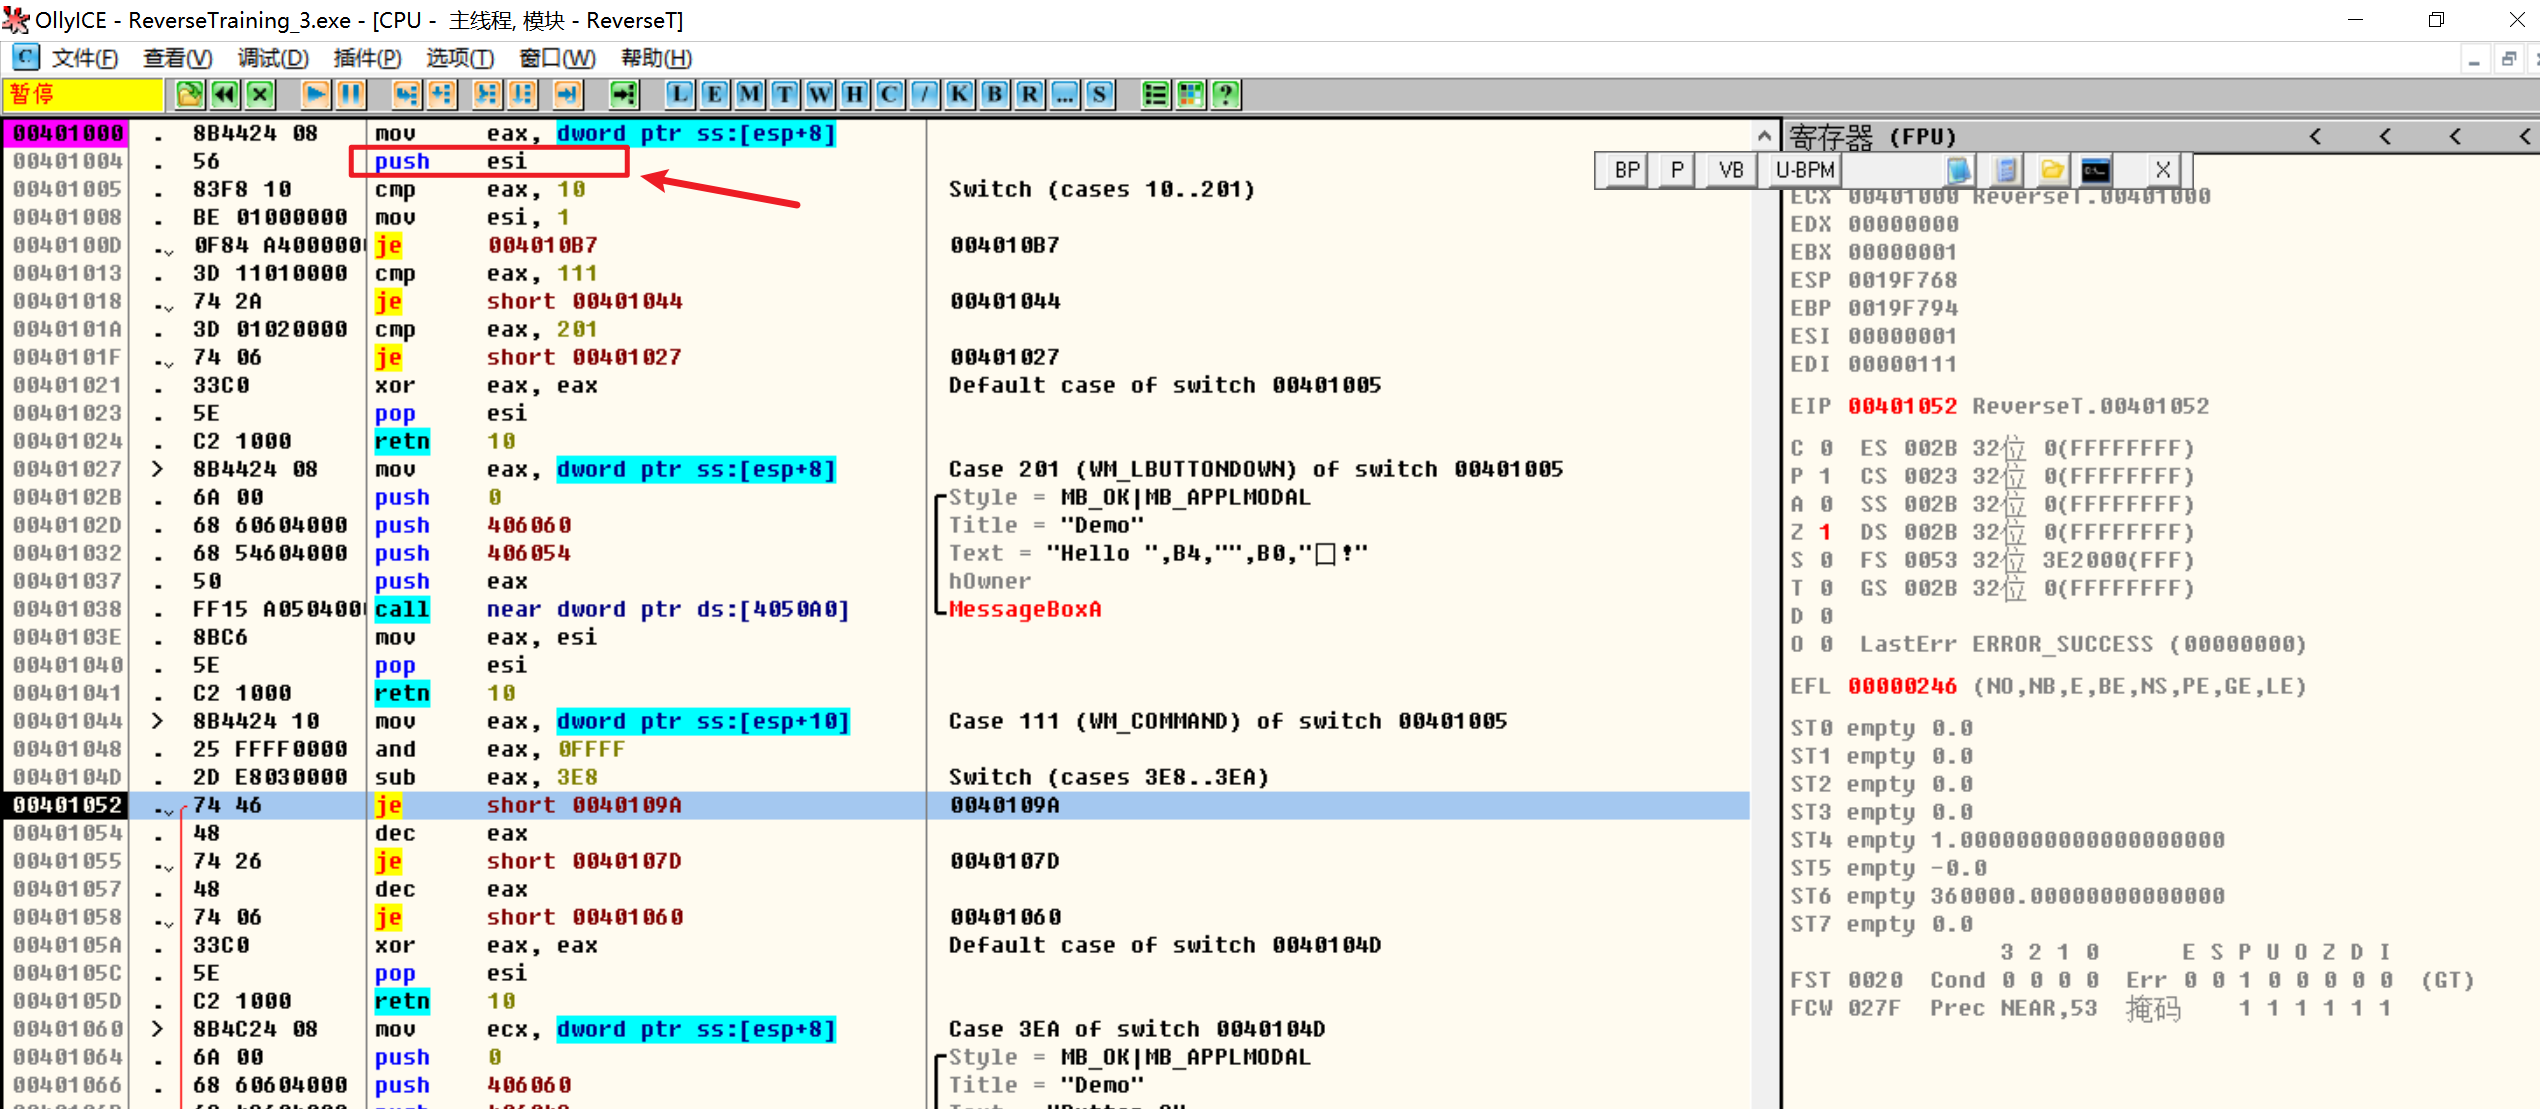 OllyICE - ReverseTraining_3.exe - [CPU - 主线程, 模块 - ReverseT]
文件(F) 查看(V) 调试(D) 插件(P) 选项(T) 窗口(W) 帮助(H)
暂停 L E M T W H C / K B R ... S ?
00401000 . 8B4424 08 mov eax, dword ptr ss:[esp+8]
00401004 . 56 push esi
00401005 . 83F8 10 cmp eax, 10 Switch (cases 10..201)
00401008 . BE 01000000 mov esi, 1
0040100D . 0F84 A400000 je 004010B7 004010B7
00401013 . 3D 11010000 cmp eax, 111
00401018 . 74 2A je short 00401044 00401044
0040101A . 3D 01020000 cmp eax, 201
0040101F . 74 06 je short 00401027 00401027
00401021 . 33C0 xor eax, eax Default case of switch 00401005
00401023 . 5E pop esi
00401024 . C2 1000 retn 10
00401027 > 8B4424 08 mov eax, dword ptr ss:[esp+8] Case 201 (WM_LBUTTONDOWN) of switch 00401005
0040102B . 6A 00 push 0 Style = MB_OK|MB_APPLMODAL
0040102D . 68 60604000 push 406060 Title = "Demo"
00401032 . 68 54604000 push 406054 Text = "Hello ",B4,"",B0,"□!"
00401037 . 50 push eax hOwner
00401038 . FF15 A050400 call near dword ptr ds:[4050A0] MessageBoxA
0040103E . 8BC6 mov eax, esi
00401040 . 5E pop esi
00401041 . C2 1000 retn 10
00401044 > 8B4424 10 mov eax, dword ptr ss:[esp+10] Case 111 (WM_COMMAND) of switch 00401005
00401048 . 25 FFFF0000 and eax, 0FFFF
0040104D . 2D E8030000 sub eax, 3E8 Switch (cases 3E8..3EA)
00401052 . 74 46 je short 0040109A 0040109A
00401054 . 48 dec eax
00401055 . 74 26 je short 0040107D 0040107D
00401057 . 48 dec eax
00401058 . 74 06 je short 00401060 00401060
0040105A . 33C0 xor eax, eax Default case of switch 0040104D
0040105C . 5E pop esi
0040105D . C2 1000 retn 10
00401060 > 8B4C24 08 mov ecx, dword ptr ss:[esp+8] Case 3EA of switch 0040104D
00401064 . 6A 00 push 0 Style = MB_OK|MB_APPLMODAL
00401066 . 68 60604000 push 406060 Title = "Demo"
寄存器 (FPU) < < < <
BP P VB U-BPM X
ECX 00401000 ReverseT.00401000
EDX 00000000
EBX 00000001
ESP 0019F768
EBP 0019F794
ESI 00000001
EDI 00000111
EIP 00401052 ReverseT.00401052
C 0 ES 002B 32位 0(FFFFFFFF)
P 1 CS 0023 32位 0(FFFFFFFF)
A 0 SS 002B 32位 0(FFFFFFFF)
Z 1 DS 002B 32位 0(FFFFFFFF)
S 0 FS 0053 32位 3E2000(FFF)
T 0 GS 002B 32位 0(FFFFFFFF)
D 0
O 0 LastErr ERROR_SUCCESS (00000000)
EFL 00000246 (NO,NB,E,BE,NS,PE,GE,LE)
ST0 empty 0.0
ST1 empty 0.0
ST2 empty 0.0
ST3 empty 0.0
ST4 empty 1.0000000000000000000
ST5 empty -0.0
ST6 empty 360000.00000000000000
ST7 empty 0.0
3 2 1 0 E S P U O Z D I
FST 0020 Cond 0 0 0 0 Err 0 0 1 0 0 0 0 0 (GT)
FCW 027F Prec NEAR,53 掩码 1 1 1 1 1 1